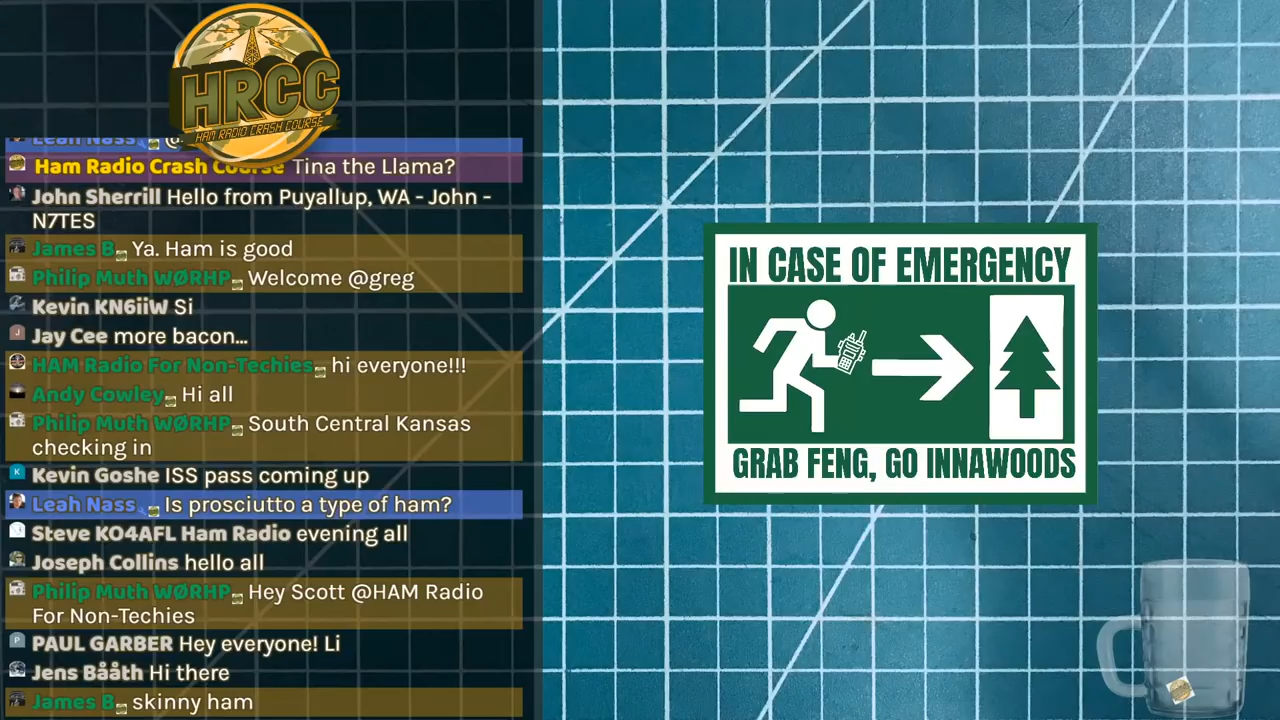 HRCC
HAM RADIO CRASH COURSE
Leah Nass @
Ham Radio Crash Course Tina the Llama?
John Sherrill Hello from Puyallup, WA - John -
N7TES
James B Ya. Ham is good
Philip Muth WØRHP Welcome @greg
Kevin KN6iiW Si
Jay Cee more bacon...
HAM Radio For Non-Techies hi everyone!!!
Andy Cowley Hi all
Philip Muth WØRHP South Central Kansas
checking in
Kevin Goshe ISS pass coming up
Leah Nass Is prosciutto a type of ham?
Steve KO4AFL Ham Radio evening all
Joseph Collins hello all
Philip Muth WØRHP Hey Scott @HAM Radio
For Non-Techies
PAUL GARBER Hey everyone! Li
Jens Bååth Hi there
James B skinny ham
IN CASE OF EMERGENCY
GRAB FENG, GO INNAWOODS